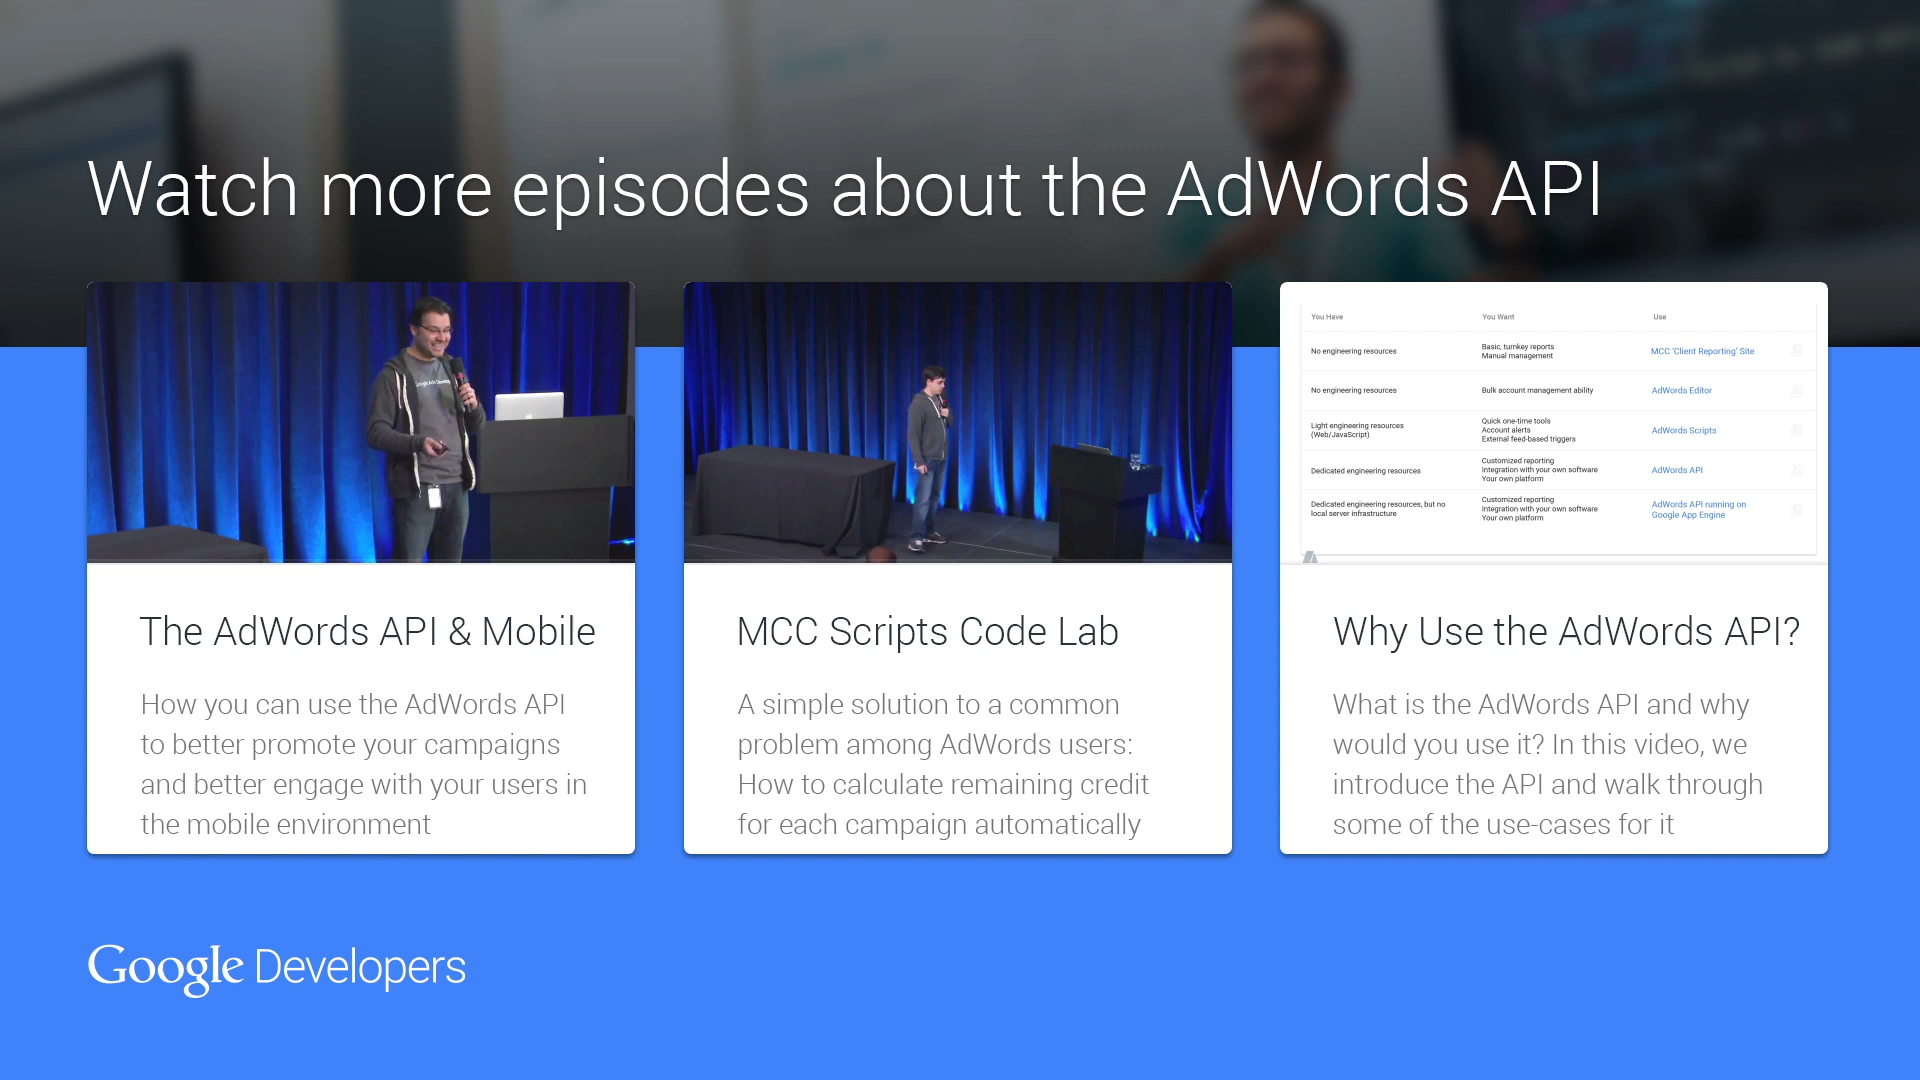 Watch more episodes about the AdWords API
The AdWords API & Mobile
How you can use the AdWords API
to better promote your campaigns
and better engage with your users in
the mobile environment
MCC Scripts Code Lab
A simple solution to a common
problem among AdWords users:
How to calculate remaining credit
for each campaign automatically
You Have
You Want
Use
No engineering resources
Basic, turnkey reports
Manual management
MCC 'Client Reporting' Site
No engineering resources
Bulk account management ability
AdWords Editor
Light engineering resources
(Web/JavaScript)
Quick one-time tools
Account alerts
External feed-based triggers
AdWords Scripts
Dedicated engineering resources
Customized reporting
Integration with your own software
Your own platform
AdWords API
Dedicated engineering resources, but no
local server infrastructure
Customized reporting
Integration with your own software
Your own platform
AdWords API running on
Google App Engine
Why Use the AdWords API?
What is the AdWords API and why
would you use it? In this video, we
introduce the API and walk through
some of the use-cases for it
Google Developers